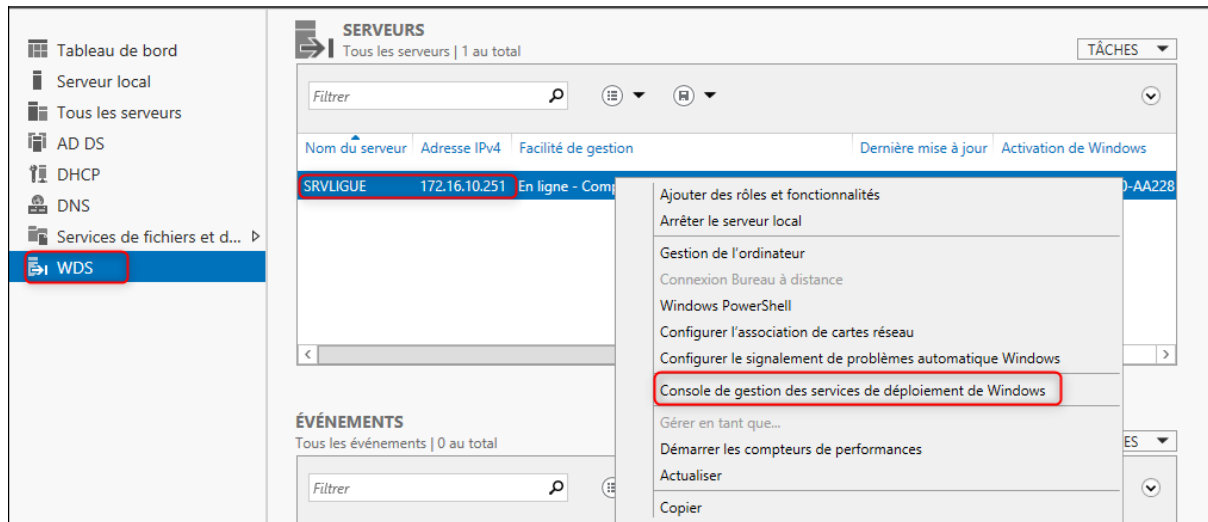 Tableau de bord
Serveur local
Tous les serveurs
AD DS
DHCP
DNS
Services de fichiers et d...
WDS
SERVEURS
Tous les serveurs | 1 au total
TÂCHES
Filtrer
Nom du serveur Adresse IPv4 Facilité de gestion Dernière mise à jour Activation de Windows
SRVLIGUE 172.16.10.251 En ligne - Comp 0-AA228
Ajouter des rôles et fonctionnalités
Arrêter le serveur local
Gestion de l'ordinateur
Connexion Bureau à distance
Windows PowerShell
Configurer l'association de cartes réseau
Configurer le signalement de problèmes automatique Windows
Console de gestion des services de déploiement de Windows
Gérer en tant que...
Démarrer les compteurs de performances
Actualiser
Copier
ÉVÉNEMENTS
Tous les événements | 0 au total
ES
Filtrer